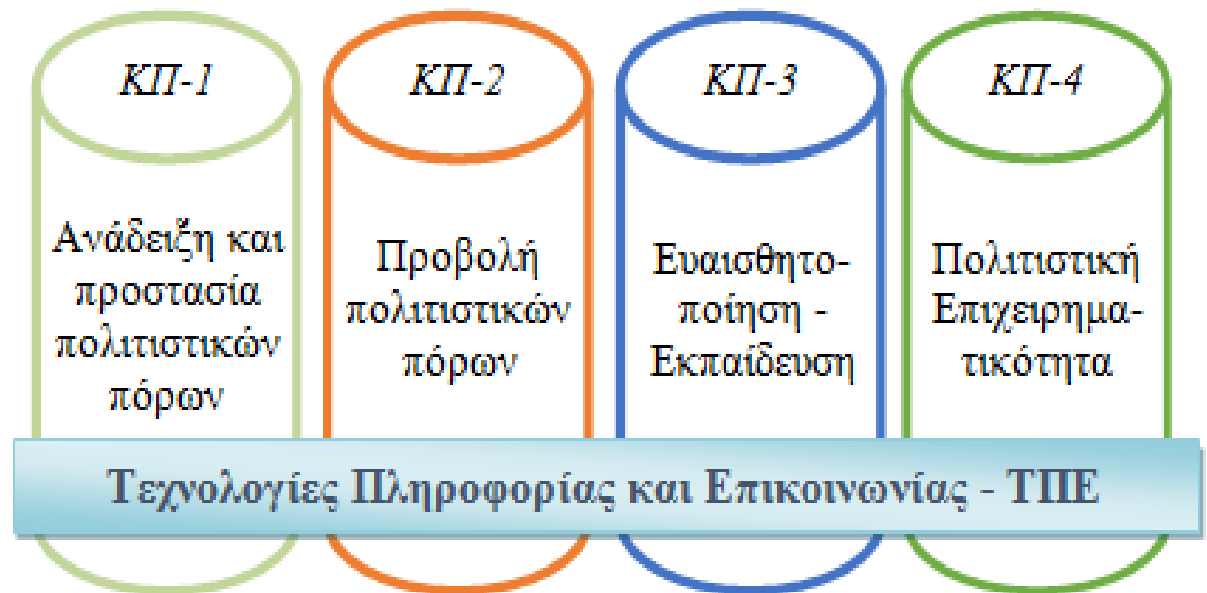 ΚΠ-1
Ανάδειξη και
προστασία
πολιτιστικών
πόρων
ΚΠ-2
Προβολή
πολιτιστικών
πόρων
ΚΠ-3
Ευαισθητο-
ποίηση -
Εκπαίδευση
ΚΠ-4
Πολιτιστική
Επιχειρημα-
τικότητα
Τεχνολογίες Πληροφορίας και Επικοινωνίας - ΤΠΕ